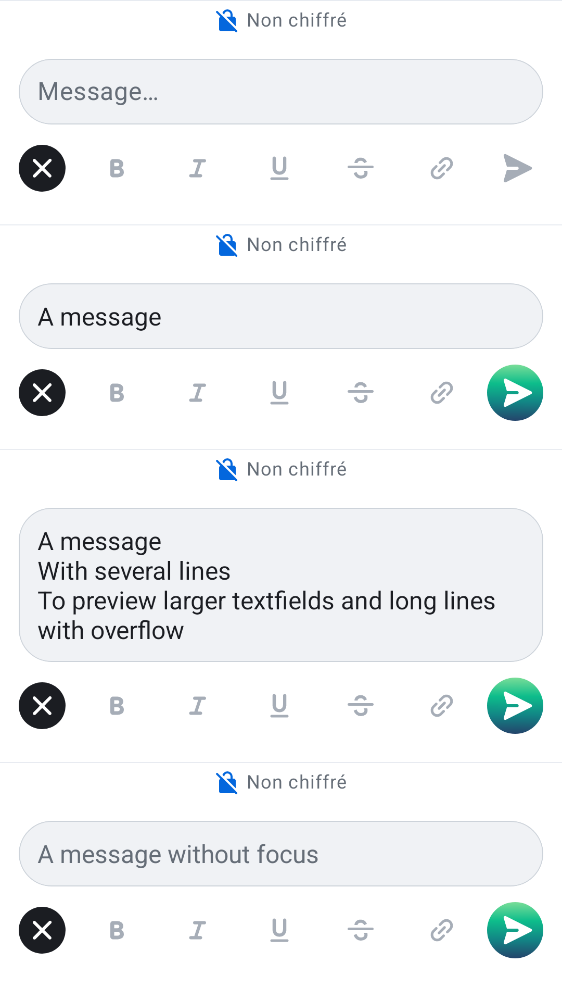 Non chiffré
Message…
B I U S
Non chiffré
A message
B I U S
Non chiffré
A message
With several lines
To preview larger textfields and long lines
with overflow
B I U S
Non chiffré
A message without focus
B I U S